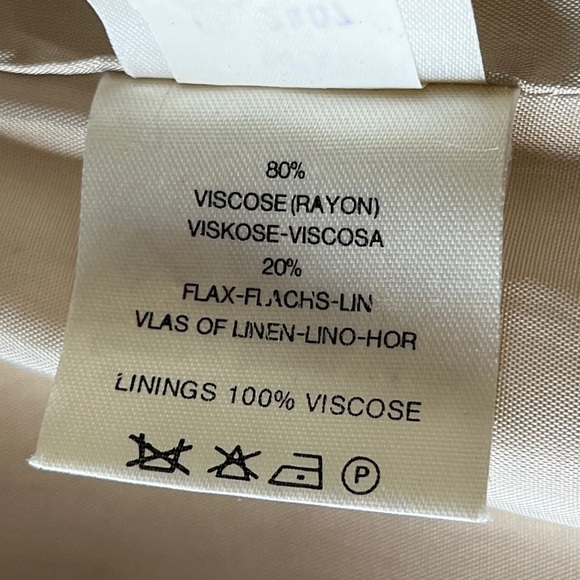 80%
VISCOSE (RAYON)
VISKOSE-VISCOSA
20%
FLAX-FLACHS-LIN
VLAS OF LINEN-LINO-HOR
LININGS 100% VISCOSE
P